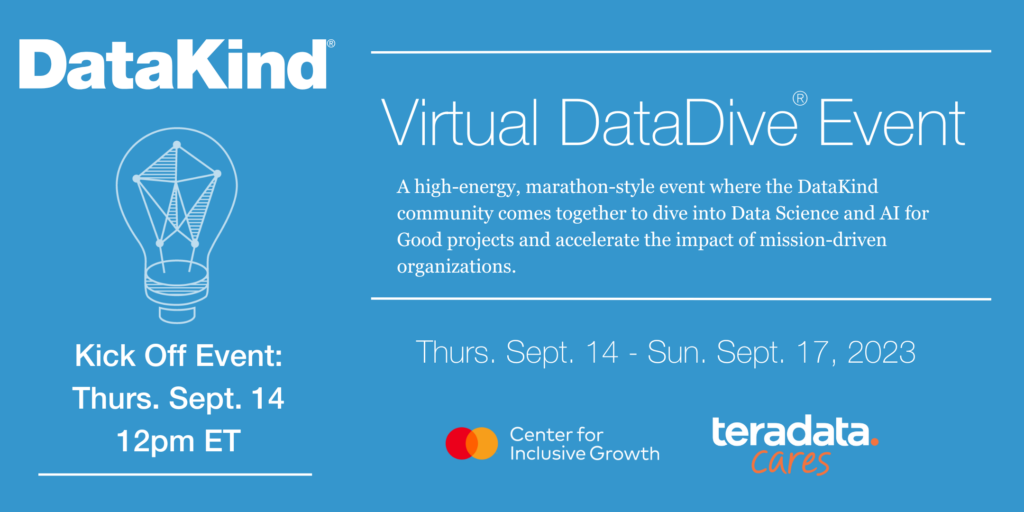 DataKind®
Kick Off Event:
Thurs. Sept. 14
12pm ET
Virtual DataDive® Event
A high-energy, marathon-style event where the DataKind
community comes together to dive into Data Science and AI for
Good projects and accelerate the impact of mission-driven
organizations.
Thurs. Sept. 14 - Sun. Sept. 17, 2023
Center for
Inclusive Growth
teradata.
cares